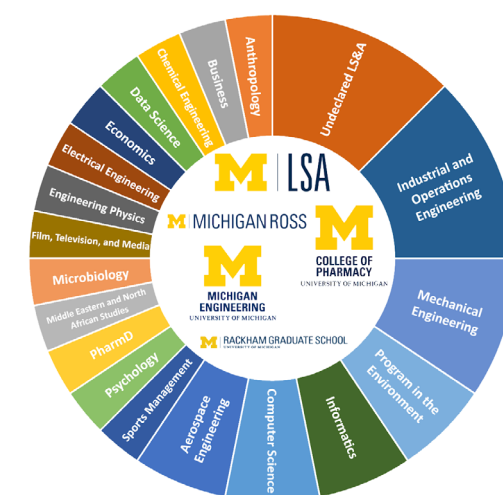 Undeclared LS&A
Industrial and
Operations
Engineering
Mechanical
Engineering
Program in the
Environment
Informatics
Computer Science
Aerospace
Engineering
Sports Management
Psychology
PharmD
Middle Eastern and North
African Studies
Microbiology
Film, Television, and Media
Engineering Physics
Electrical Engineering
Economics
Data Science
Chemical Engineering
Business
Anthropology
M LSA
M MICHIGAN ROSS
M
COLLEGE OF
PHARMACY
UNIVERSITY OF MICHIGAN
M
MICHIGAN
ENGINEERING
UNIVERSITY OF MICHIGAN
M RACKHAM GRADUATE SCHOOL
UNIVERSITY OF MICHIGAN